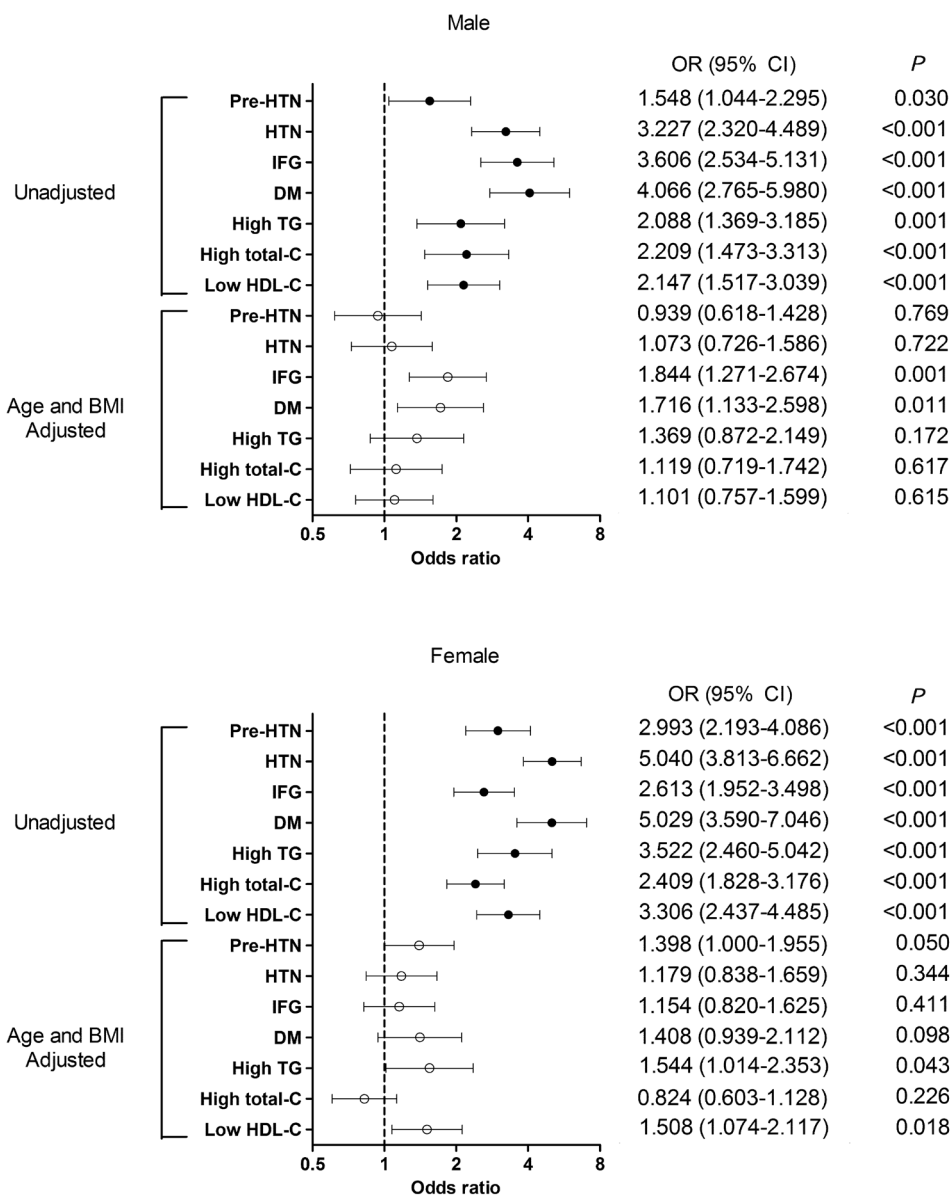 Male
OR (95% CI) P
Unadjusted
Pre-HTN 1.548 (1.044-2.295) 0.030
HTN 3.227 (2.320-4.489) <0.001
IFG 3.606 (2.534-5.131) <0.001
DM 4.066 (2.765-5.980) <0.001
High TG 2.088 (1.369-3.185) 0.001
High total-C 2.209 (1.473-3.313) <0.001
Low HDL-C 2.147 (1.517-3.039) <0.001
Age and BMI
Adjusted
Pre-HTN 0.939 (0.618-1.428) 0.769
HTN 1.073 (0.726-1.586) 0.722
IFG 1.844 (1.271-2.674) 0.001
DM 1.716 (1.133-2.598) 0.011
High TG 1.369 (0.872-2.149) 0.172
High total-C 1.119 (0.719-1.742) 0.617
Low HDL-C 1.101 (0.757-1.599) 0.615
0.5 1 2 4 8
Odds ratio
Female
OR (95% CI) P
Unadjusted
Pre-HTN 2.993 (2.193-4.086) <0.001
HTN 5.040 (3.813-6.662) <0.001
IFG 2.613 (1.952-3.498) <0.001
DM 5.029 (3.590-7.046) <0.001
High TG 3.522 (2.460-5.042) <0.001
High total-C 2.409 (1.828-3.176) <0.001
Low HDL-C 3.306 (2.437-4.485) <0.001
Age and BMI
Adjusted
Pre-HTN 1.398 (1.000-1.955) 0.050
HTN 1.179 (0.838-1.659) 0.344
IFG 1.154 (0.820-1.625) 0.411
DM 1.408 (0.939-2.112) 0.098
High TG 1.544 (1.014-2.353) 0.043
High total-C 0.824 (0.603-1.128) 0.226
Low HDL-C 1.508 (1.074-2.117) 0.018
0.5 1 2 4 8
Odds ratio